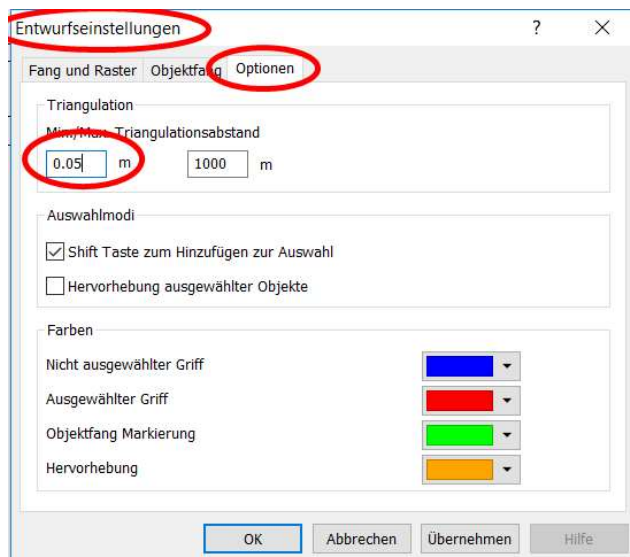 Entwurfseinstellungen ?
Fang und Raster Objektfang Optionen
Triangulation
Min./Max. Triangulationsabstand
0.05 m 1000 m
Auswahlmodi
Shift Taste zum Hinzufügen zur Auswahl
Hervorhebung ausgewählter Objekte
Farben
Nicht ausgewählter Griff
Ausgewählter Griff
Objektfang Markierung
Hervorhebung
OK Abbrechen Übernehmen Hilfe